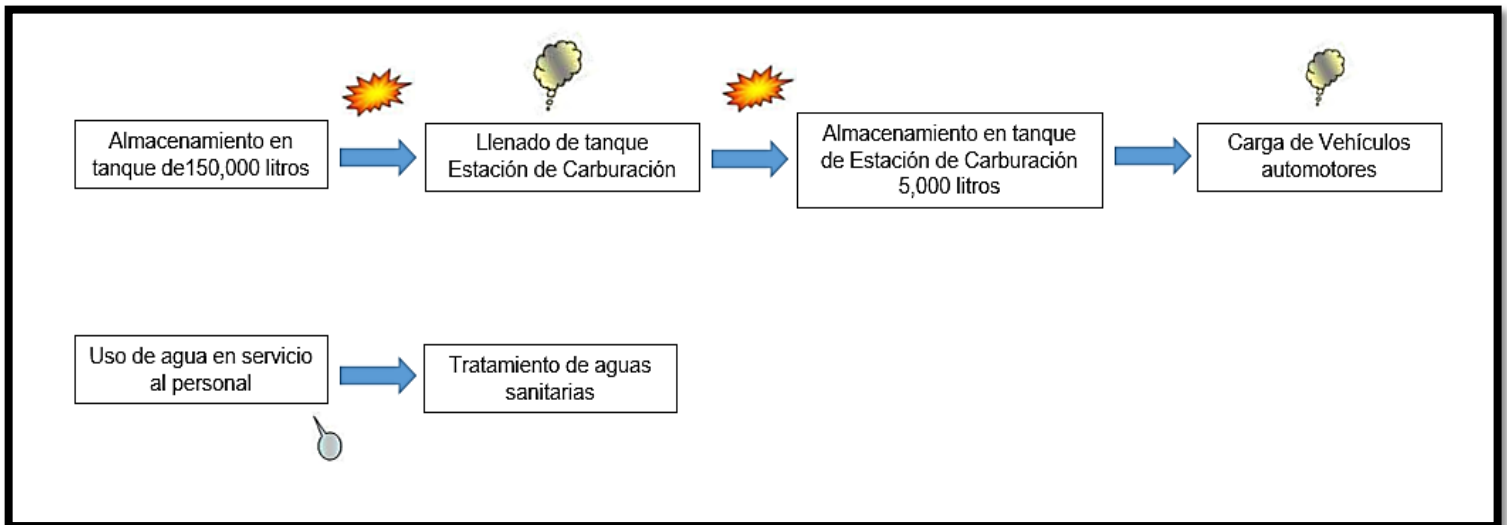 Almacenamiento en
tanque de150,000 litros
Llenado de tanque
Estación de Carburación
Almacenamiento en tanque
de Estación de Carburación
5,000 litros
Carga de Vehículos
automotores
Uso de agua en servicio
al personal
Tratamiento de aguas
sanitarias